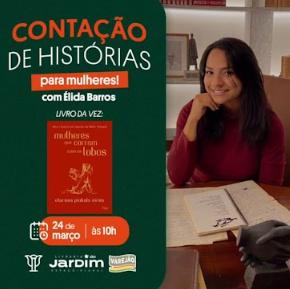 CONTAÇÃO
DE HISTÓRIAS
para mulheres!
com Élida Barros
LIVRO DA VEZ:
mulheres
que correm
com os
lobos
clarissa pinkola estés
24 de
março
às 10h
Jardim
VAREJÃO